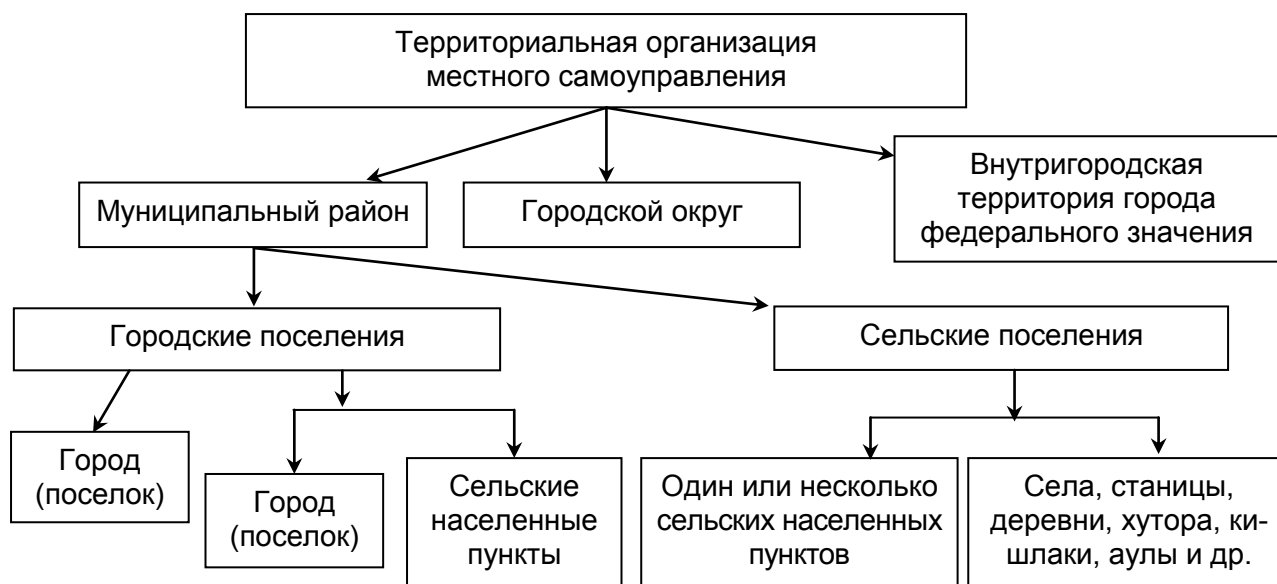 Территориальная организация
местного самоуправления
Муниципальный район
Городской округ
Внутригородская
территория города
федерального значения
Городские поселения
Сельские поселения
Город
(поселок)
Город
(поселок)
Сельские
населенные
пункты
Один или несколько
сельских населенных
пунктов
Села, станицы,
деревни, хутора, ки-
шлаки, аулы и др.